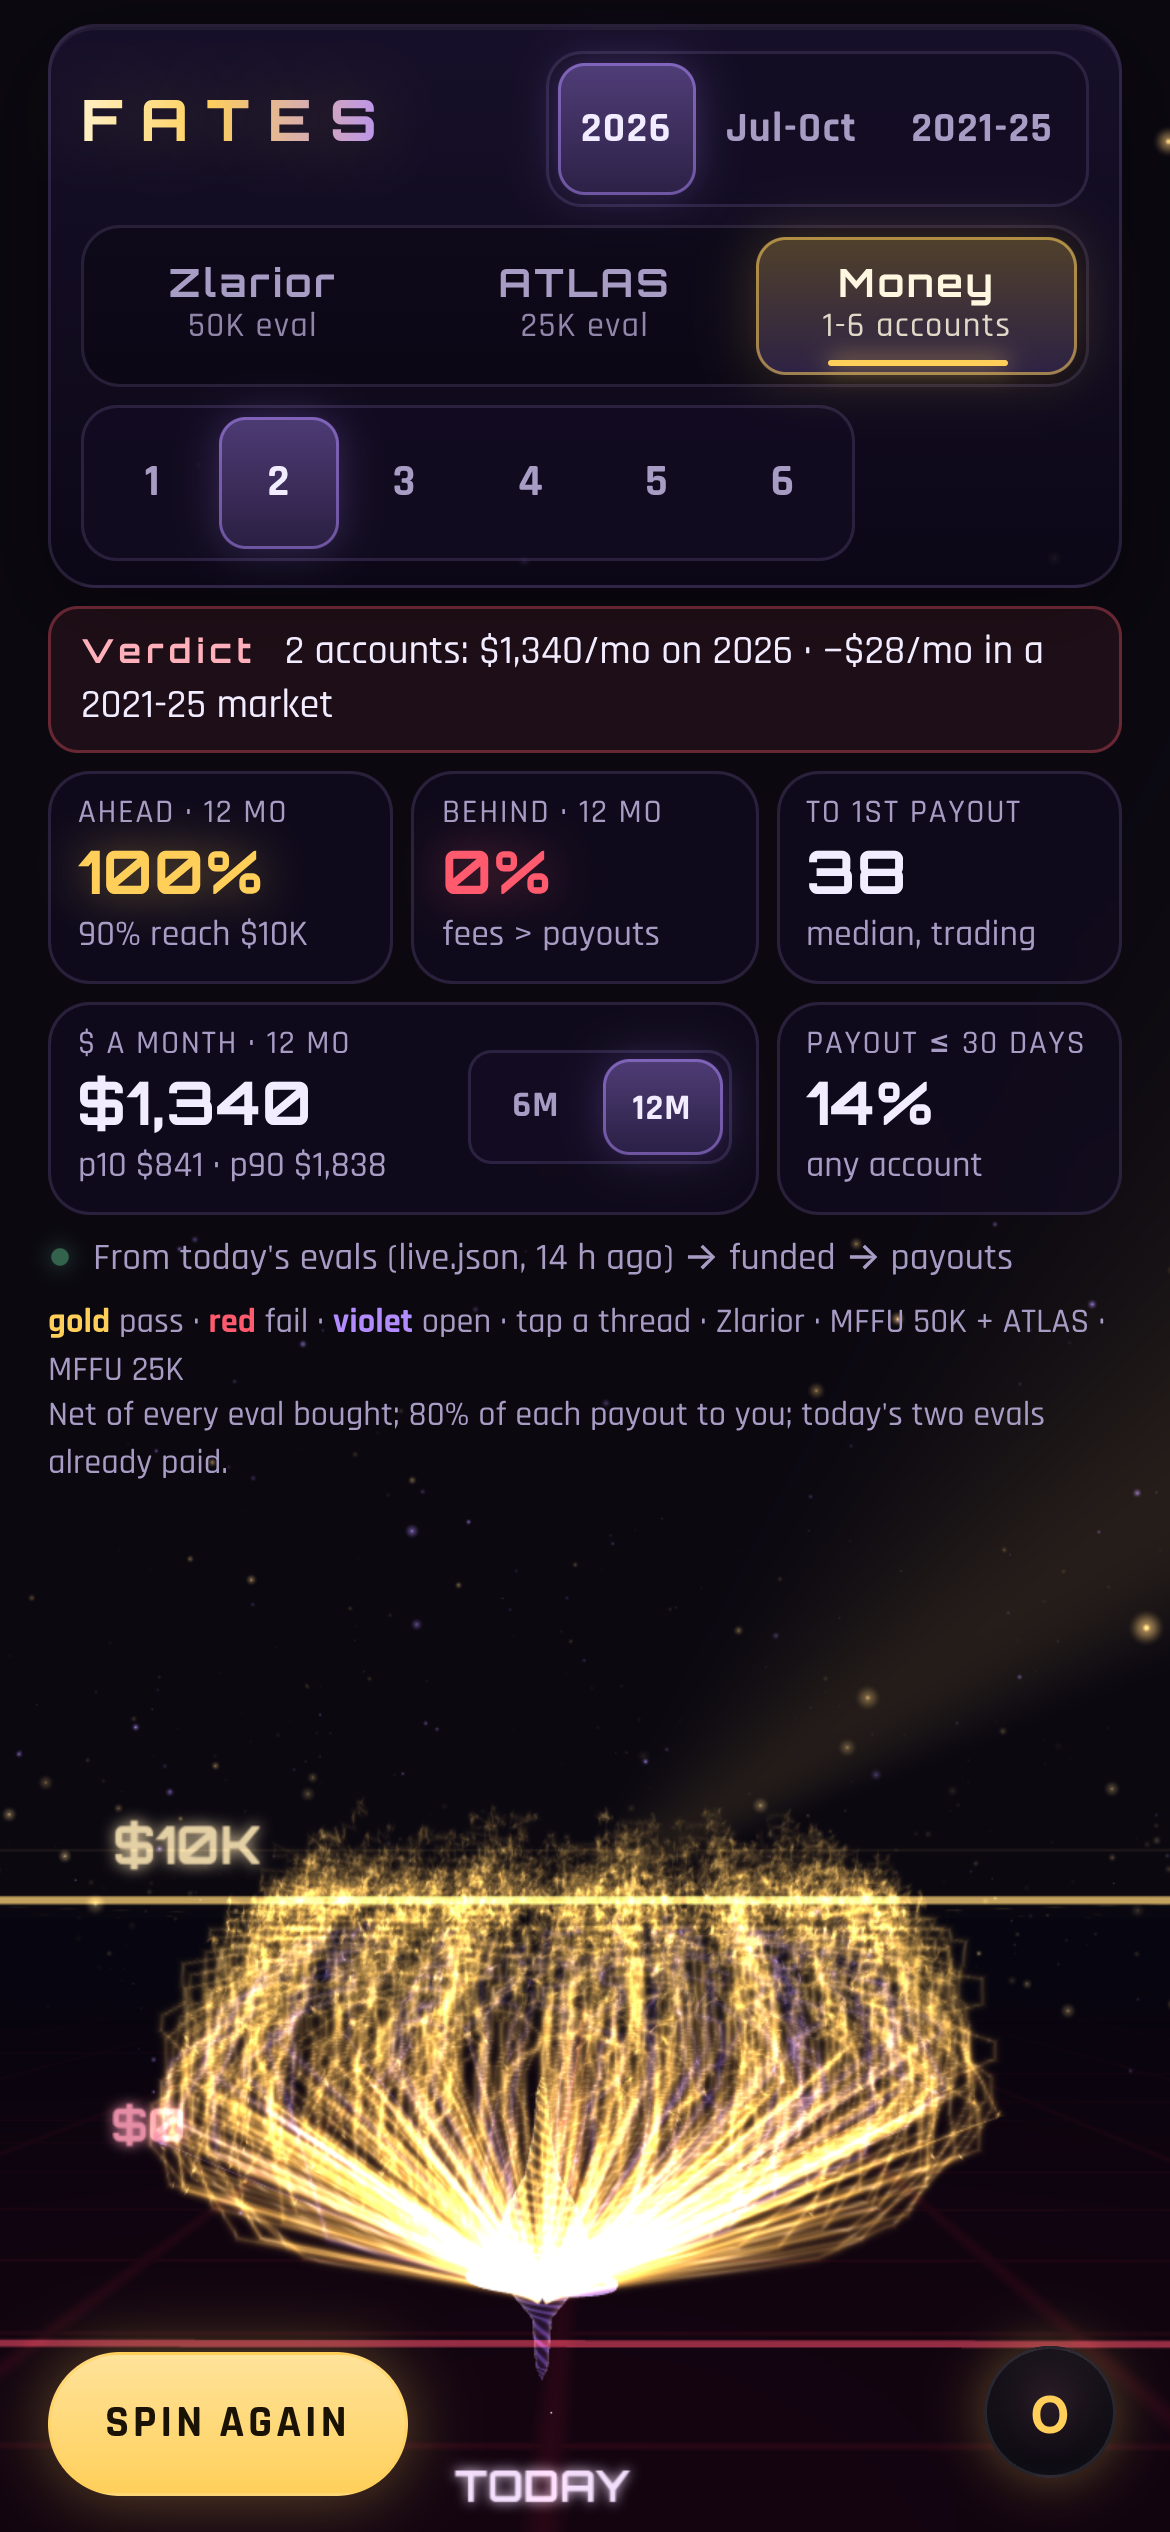 FATES
2026 Jul-Oct 2021-25
Zlarior ATLAS Money
50K eval 25K eval 1-6 accounts
1 2 3 4 5 6
Verdict 2 accounts: $1,340/mo on 2026 · −$28/mo in a
2021-25 market
AHEAD · 12 MO BEHIND · 12 MO TO 1ST PAYOUT
100% 0% 38
90% reach $10K fees > payouts median, trading
$ A MONTH · 12 MO PAYOUT ≤ 30 DAYS
$1,340 6M 12M 14%
p10 $841 · p90 $1,838 any account
From today's evals (live.json, 14 h ago) → funded → payouts
gold pass · red fail · violet open · tap a thread · Zlarior · MFFU 50K + ATLAS ·
MFFU 25K
Net of every eval bought; 80% of each payout to you; today's two evals
already paid.
$10K
$0
SPIN AGAIN O
TODAY